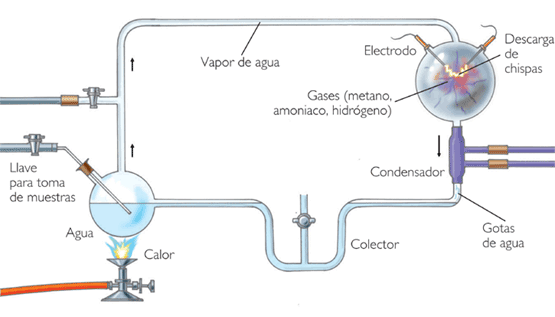 Vapor de agua
Electrodo
Descarga
de
chispas
Gases (metano,
amoniaco, hidrógeno)
Llave
para toma
de muestras
Condensador
Agua
Calor
Colector
Gotas
de agua